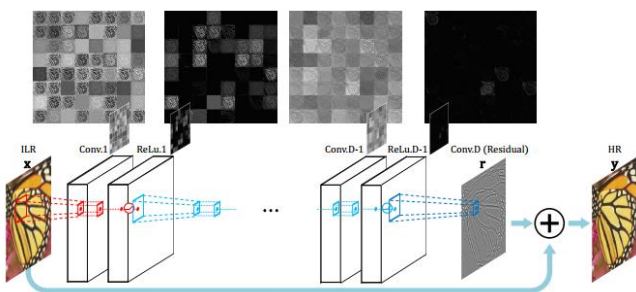 ILR
x
Conv.1
ReLu.1
...
Conv.D-1
ReLu.D-1
Conv.D (Residual)
r
HR
y